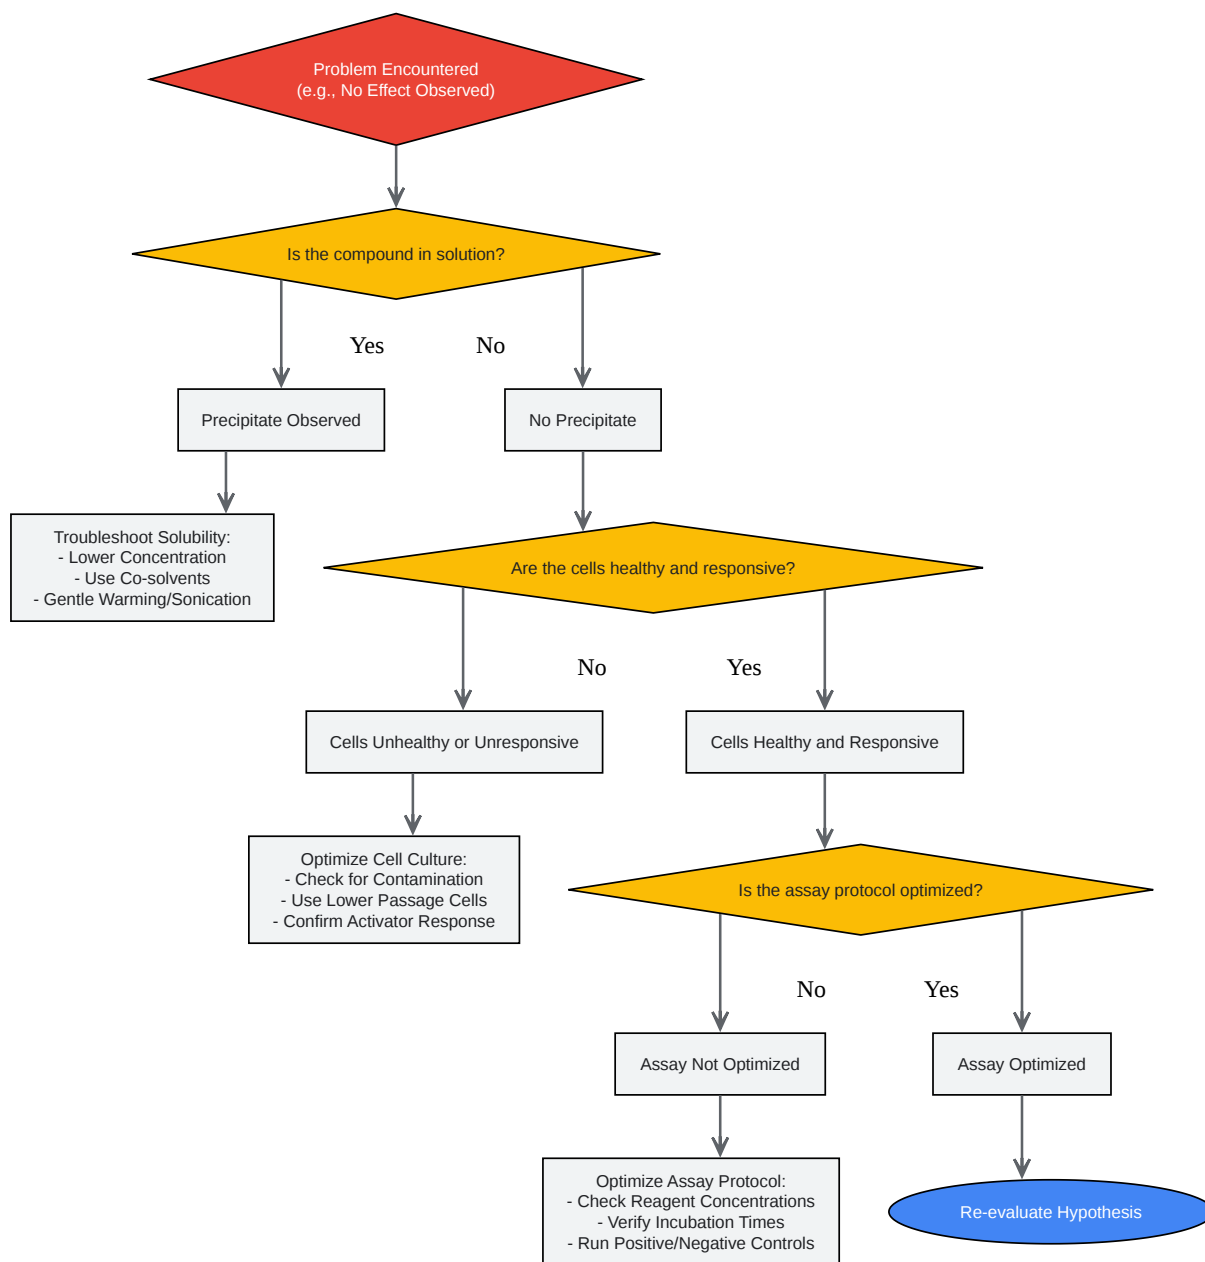 Problem Encountered
(e.g., No Effect Observed)
Is the compound in solution?
Yes
No
Precipitate Observed
No Precipitate
Troubleshoot Solubility:
- Lower Concentration
- Use Co-solvents
- Gentle Warming/Sonication
Are the cells healthy and responsive?
No
Yes
Cells Unhealthy or Unresponsive
Cells Healthy and Responsive
Optimize Cell Culture:
- Check for Contamination
- Use Lower Passage Cells
- Confirm Activator Response
Is the assay protocol optimized?
No
Yes
Assay Not Optimized
Assay Optimized
Optimize Assay Protocol:
- Check Reagent Concentrations
- Verify Incubation Times
- Run Positive/Negative Controls
Re-evaluate Hypothesis